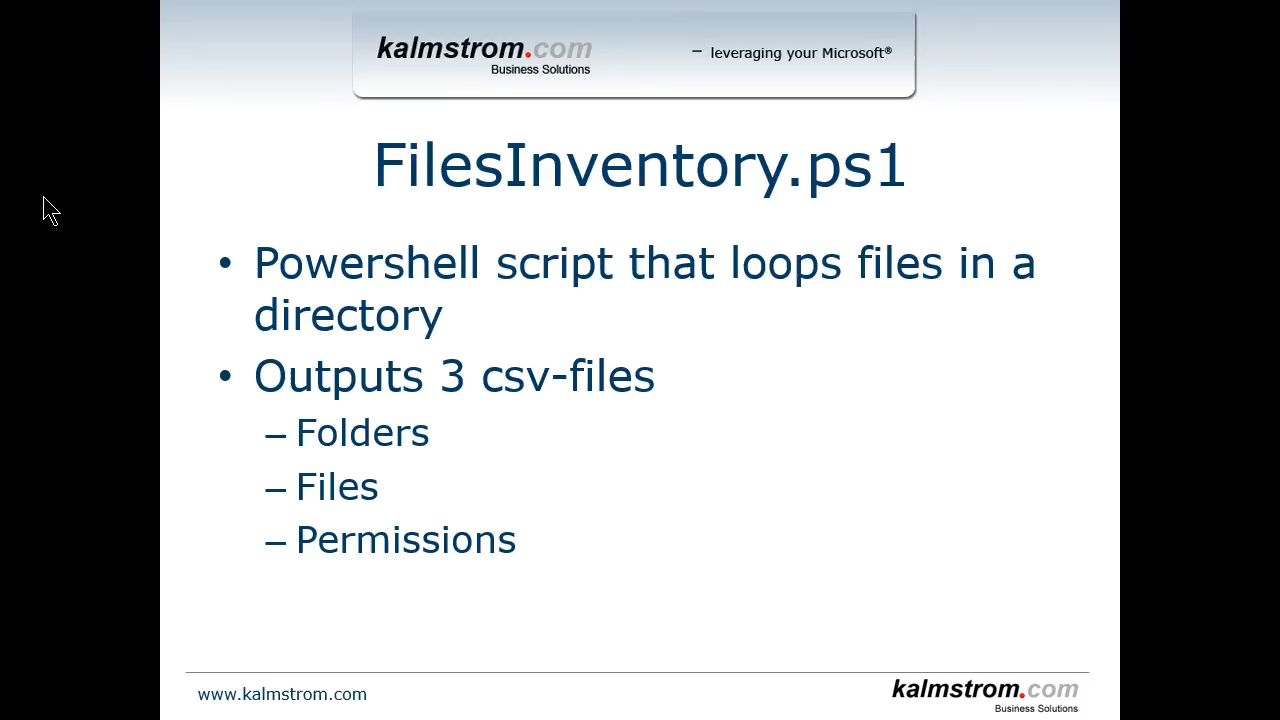 kalmstrom.com
Business Solutions
– leveraging your Microsoft®
FilesInventory.ps1
• Powershell script that loops files in a
directory
• Outputs 3 csv-files
– Folders
– Files
– Permissions
www.kalmstrom.com
kalmstrom.com
Business Solutions